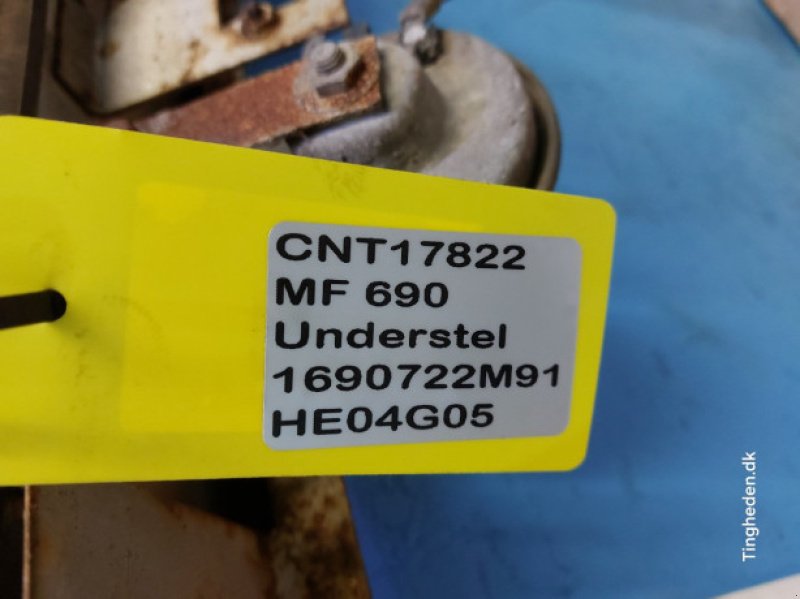 CNT17822
MF 690
Understel
1690722M91
HE04G05
Tingheden.dk